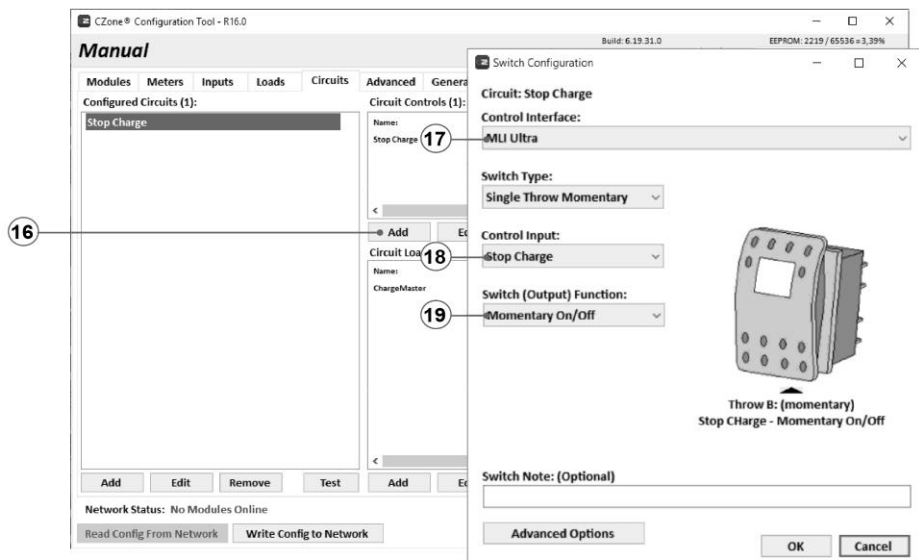 CZone® Configuration Tool - R16.0
Manual
Build: 6.19.31.0
EEPROM: 2219 / 65536 = 3,39%
Modules Meters Inputs Loads Circuits Advanced
Configured Circuits (1):
Stop Charge
Circuit Controls (1):
Name:
Stop Charge
16
Add
Name:
ChargeMaster
Add Edit Remove Test
Add
Network Status: No Modules Online
Read Config From Network
Write Config to Network
Switch Configuration
Circuit: Stop Charge
Control Interface:
17
MLI Ultra
Switch Type:
Single Throw Momentary
Control Input:
18
Stop Charge
Switch (Output) Function:
19
Momentary On/Off
Throw B: (momentary)
Stop CHarge - Momentary On/Off
Switch Note: (Optional)
Advanced Options
OK
Cancel